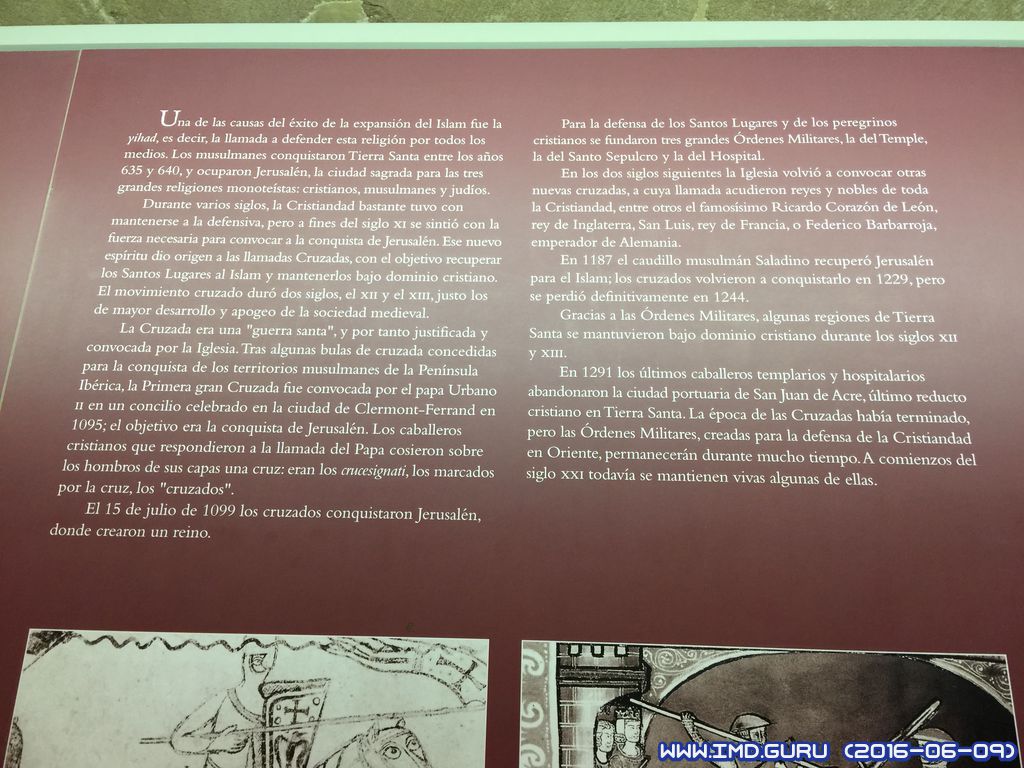 Una de las causas del éxito de la expansión del Islam fue la
yihad, es decir, la llamada a defender esta religión por todos los
medios. Los musulmanes conquistaron Tierra Santa entre los años
635 y 640, y ocuparon Jerusalén, la ciudad sagrada para las tres
grandes religiones monoteístas: cristianos, musulmanes y judíos.
Durante varios siglos, la Cristiandad bastante tuvo con
mantenerse a la defensiva, pero a fines del siglo XI se sintió con la
fuerza necesaria para convocar a la conquista de Jerusalén. Ese nuevo
espíritu dio origen a las llamadas Cruzadas, con el objetivo recuperar
los Santos Lugares al Islam y mantenerlos bajo dominio cristiano.
El movimiento cruzado duró dos siglos, el XII y el XIII, justo los
de mayor desarrollo y apogeo de la sociedad medieval.
La Cruzada era una "guerra santa", y por tanto justificada y
convocada por la Iglesia. Tras algunas bulas de cruzada concedidas
para la conquista de los territorios musulmanes de la Península
Ibérica, la Primera gran Cruzada fue convocada por el papa Urbano
II en un concilio celebrado en la ciudad de Clermont-Ferrand en
1095; el objetivo era la conquista de Jerusalén. Los caballeros
cristianos que respondieron a la llamada del Papa cosieron sobre
los hombros de sus capas una cruz: eran los crucesignati, los marcados
por la cruz, los "cruzados".
El 15 de julio de 1099 los cruzados conquistaron Jerusalén,
donde crearon un reino.
Para la defensa de los Santos Lugares y de los peregrinos
cristianos se fundaron tres grandes Órdenes Militares, la del Temple,
la del Santo Sepulcro y la del Hospital.
En los dos siglos siguientes la Iglesia volvió a convocar otras
nuevas cruzadas, a cuya llamada acudieron reyes y nobles de toda
la Cristiandad, entre otros el famosísimo Ricardo Corazón de León,
rey de Inglaterra, San Luis, rey de Francia, o Federico Barbarroja,
emperador de Alemania.
En 1187 el caudillo musulmán Saladino recuperó Jerusalén
para el Islam; los cruzados volvieron a conquistarlo en 1229, pero
se perdió definitivamente en 1244.
Gracias a las Órdenes Militares, algunas regiones de Tierra
Santa se mantuvieron bajo dominio cristiano durante los siglos XII
y XIII.
En 1291 los últimos caballeros templarios y hospitalarios
abandonaron la ciudad portuaria de San Juan de Acre, último reducto
cristiano en Tierra Santa. La época de las Cruzadas había terminado,
pero las Órdenes Militares, creadas para la defensa de la Cristiandad
en Oriente, permanecerán durante mucho tiempo. A comienzos del
siglo XXI todavía se mantienen vivas algunas de ellas.
WWW.IMD.GURU (2016-06-09)